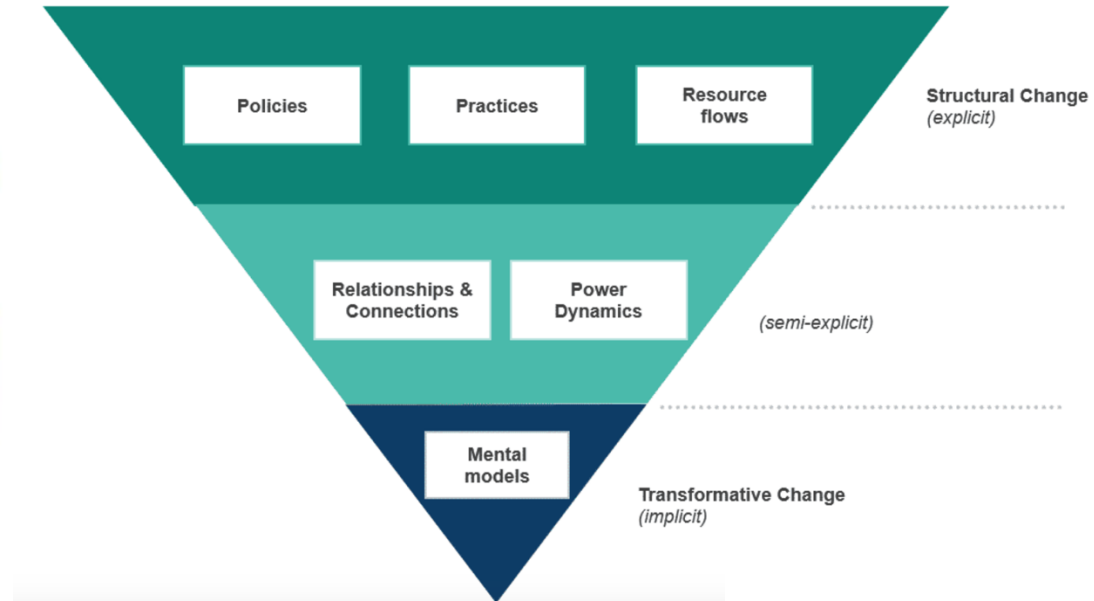 Policies
Practices
Resource
flows
Structural Change
(explicit)
Relationships &
Connections
Power
Dynamics
(semi-explicit)
Mental
models
Transformative Change
(implicit)